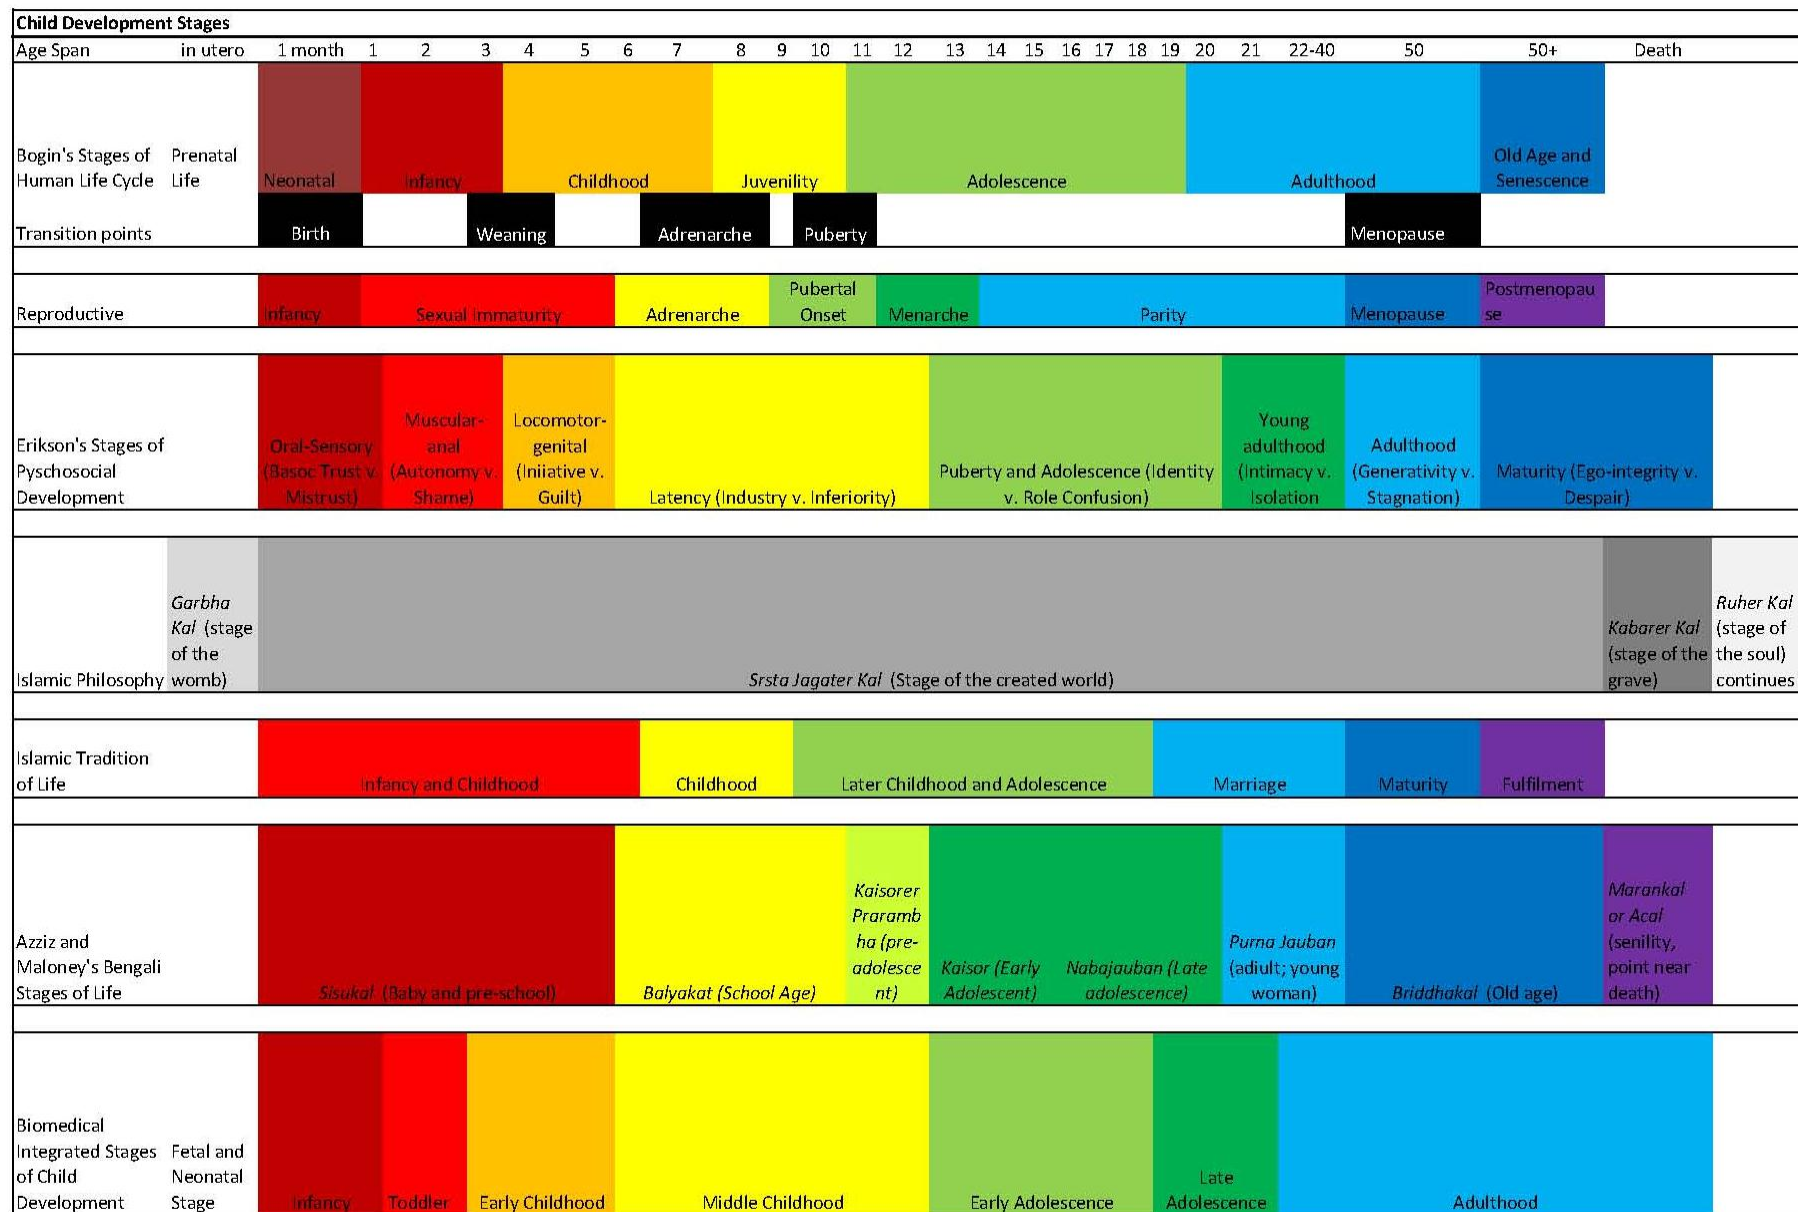 Child Development Stages
Age Span in utero 1 month 1 2 3 4 5 6 7 8 9 10 11 12 13 14 15 16 17 18 19 20 21 22-40 50 50+ Death
Bogin's Stages of
Human Life Cycle
Prenatal
Life
Neonatal
Infancy
Childhood
Juvenility
Adolescence
Adulthood
Old Age and
Senescence
Transition points
Birth
Weaning
Adrenarche
Puberty
Menopause
Reproductive
Infancy
Sexual Immaturity
Adrenarche
Pubertal
Onset
Menarche
Parity
Menopause
Postmenopau
se
Erikson's Stages of
Pyschosocial
Development
Oral-Sensory
(Basoc Trust v.
Mistrust)
Muscular-
anal
(Autonomy v.
Shame)
Locomotor-
genital
(Iniiative v.
Guilt)
Latency (Industry v. Inferiority)
Puberty and Adolescence (Identity
v. Role Confusion)
Young
adulthood
(Intimacy v.
Isolation
Adulthood
(Generativity v.
Stagnation)
Maturity (Ego-integrity v.
Despair)
Islamic Philosophy
Garbha
Kal (stage
of the
womb)
Srsta Jagater Kal (Stage of the created world)
Kabarer Kal
(stage of the
grave)
Ruher Kal
(stage of
the soul)
continues
Islamic Tradition
of Life
Infancy and Childhood
Childhood
Later Childhood and Adolescence
Marriage
Maturity
Fulfilment
Azziz and
Maloney's Bengali
Stages of Life
Sisukal (Baby and pre-school)
Balyakat (School Age)
Kaisorer
Praramb
ha (pre-
adolesce
nt)
Kaisor (Early
Adolescent)
Nabajauban (Late
adolescence)
Purna Jauban
(adiult; young
woman)
Briddhakal (Old age)
Marankal
or Acal
(senility,
point near
death)
Biomedical
Integrated Stages
of Child
Development
Fetal and
Neonatal
Stage
Infancy
Toddler
Early Childhood
Middle Childhood
Early Adolescence
Late
Adolescence
Adulthood